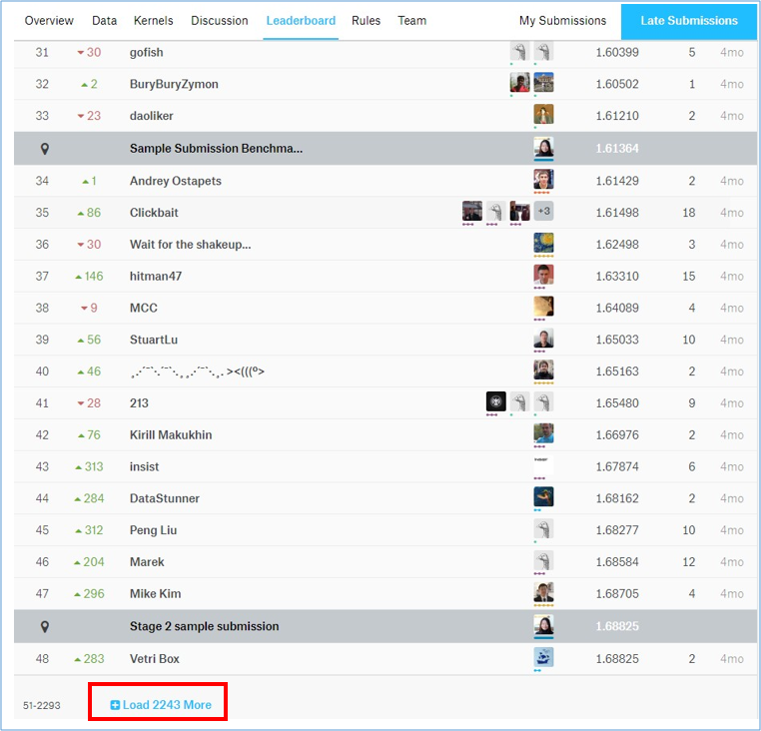 Overview Data Kernels Discussion Leaderboard Rules Team My Submissions Late Submissions
31 30 gofish 1.60399 5 4mo
32 2 BuryBuryZymon 1.60502 1 4mo
33 23 daoliker 1.61210 2 4mo
Sample Submission Benchma... 1.61364
34 1 Andrey Ostapets 1.61429 2 4mo
35 86 Clickbait +3 1.61498 18 4mo
36 30 Wait for the shakeup... 1.62498 3 4mo
37 146 hitman47 1.63310 15 4mo
38 9 MCC 1.64089 4 4mo
39 56 StuartLu 1.65033 10 4mo
40 46 ¸.·´¯`·.´¯`·.¸¸.·´¯`·.¸><(((º> 1.65163 2 4mo
41 28 213 1.65480 9 4mo
42 76 Kirill Makukhin 1.66976 2 4mo
43 313 insist 1.67874 6 4mo
44 284 DataStunner 1.68162 2 4mo
45 312 Peng Liu 1.68277 10 4mo
46 204 Marek 1.68584 12 4mo
47 296 Mike Kim 1.68705 4 4mo
Stage 2 sample submission 1.68825
48 283 Vetri Box 1.68825 2 4mo
51-2293 Load 2243 More